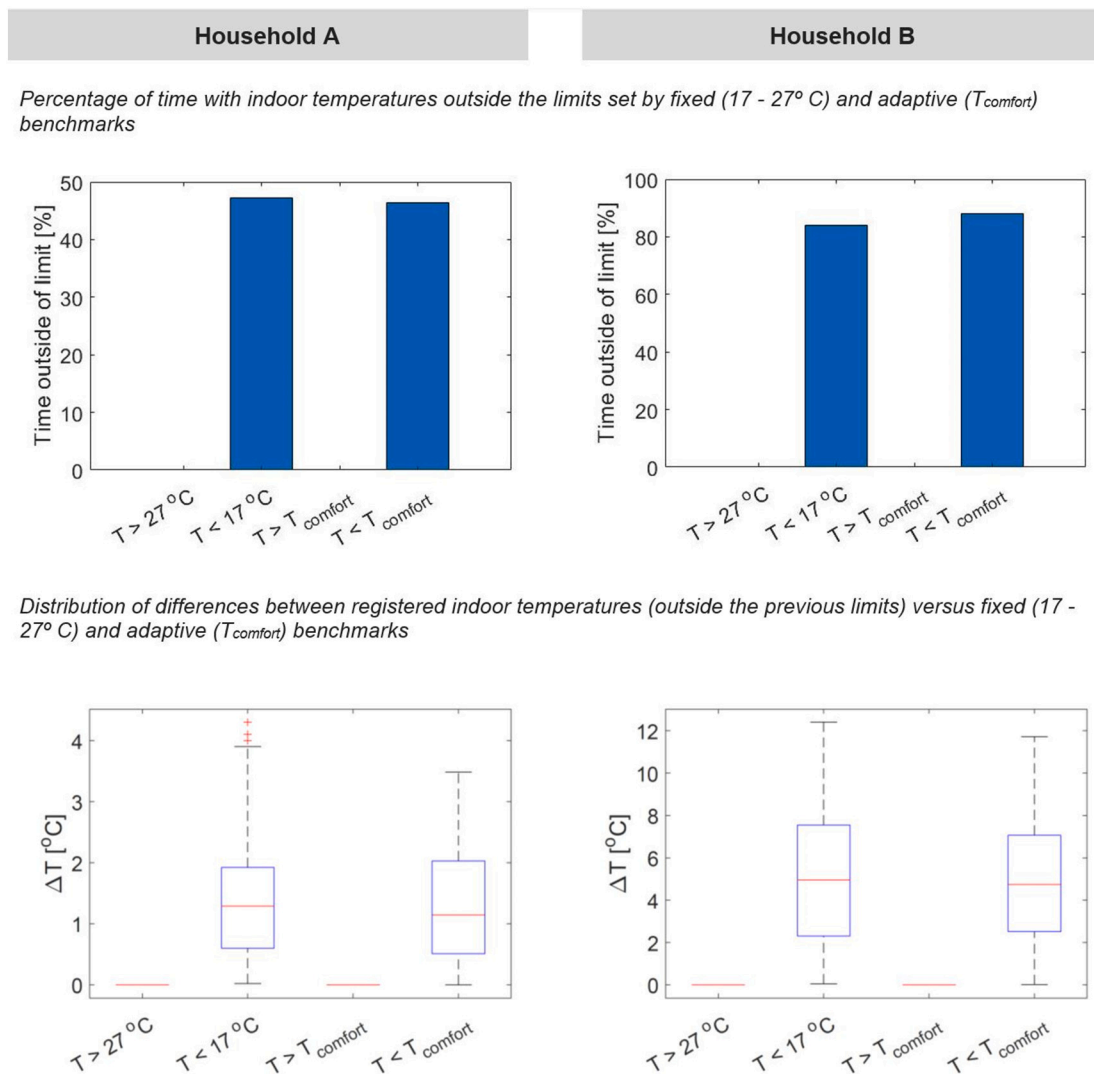 Household A
Household B
Percentage of time with indoor temperatures outside the limits set by fixed (17 - 27º C) and adaptive (Tcomfort)
benchmarks
50
40
30
20
10
0
Time outside of limit [%]
T > 27 °C
T < 17 °C
T > Tcomfort
T < Tcomfort
100
80
60
40
20
0
Time outside of limit [%]
T > 27 °C
T < 17 °C
T > Tcomfort
T < Tcomfort
Distribution of differences between registered indoor temperatures (outside the previous limits) versus fixed (17 -
27º C) and adaptive (Tcomfort) benchmarks
4
3
2
1
0
ΔT [°C]
T > 27 °C
T < 17 °C
T > Tcomfort
T < Tcomfort
12
10
8
6
4
2
0
ΔT [°C]
T > 27 °C
T < 17 °C
T > Tcomfort
T < Tcomfort